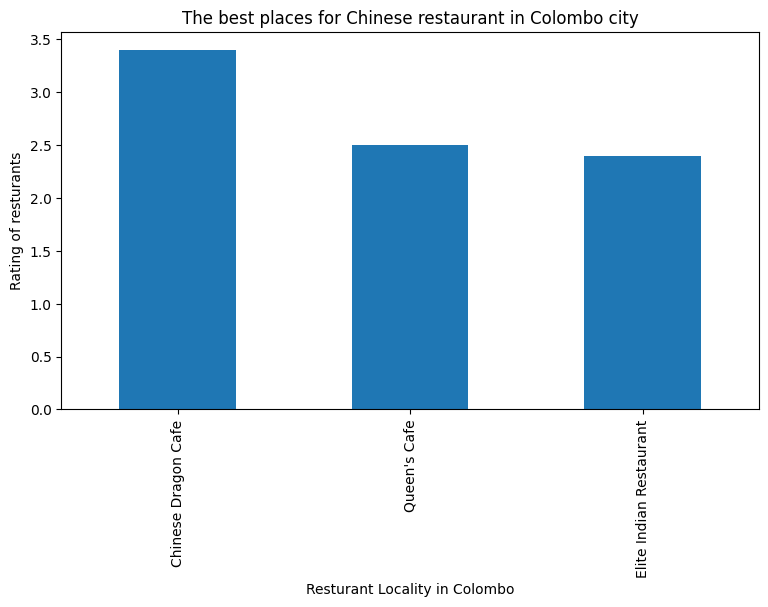 The best places for Chinese restaurant in Colombo city
Rating of resturants
3.5
3.0
2.5
2.0
1.5
1.0
0.5
0.0
Chinese Dragon Cafe
Queen's Cafe
Elite Indian Restaurant
Resturant Locality in Colombo